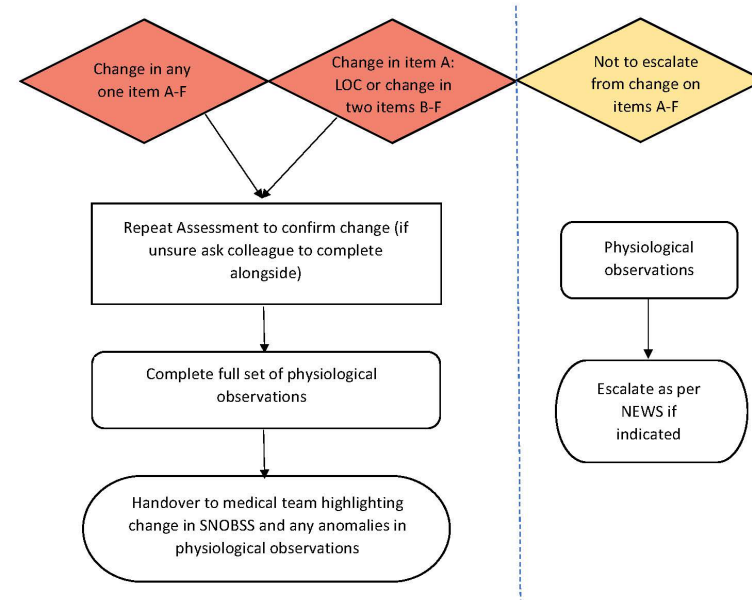 Change in any
one item A-F
Change in item A:
LOC or change in
two items B-F
Not to escalate
from change on
items A-F
Repeat Assessment to confirm change (if
unsure ask colleague to complete
alongside)
Complete full set of physiological
observations
Handover to medical team highlighting
change in SNOBSS and any anomalies in
physiological observations
Physiological
observations
Escalate as per
NEWS if
indicated